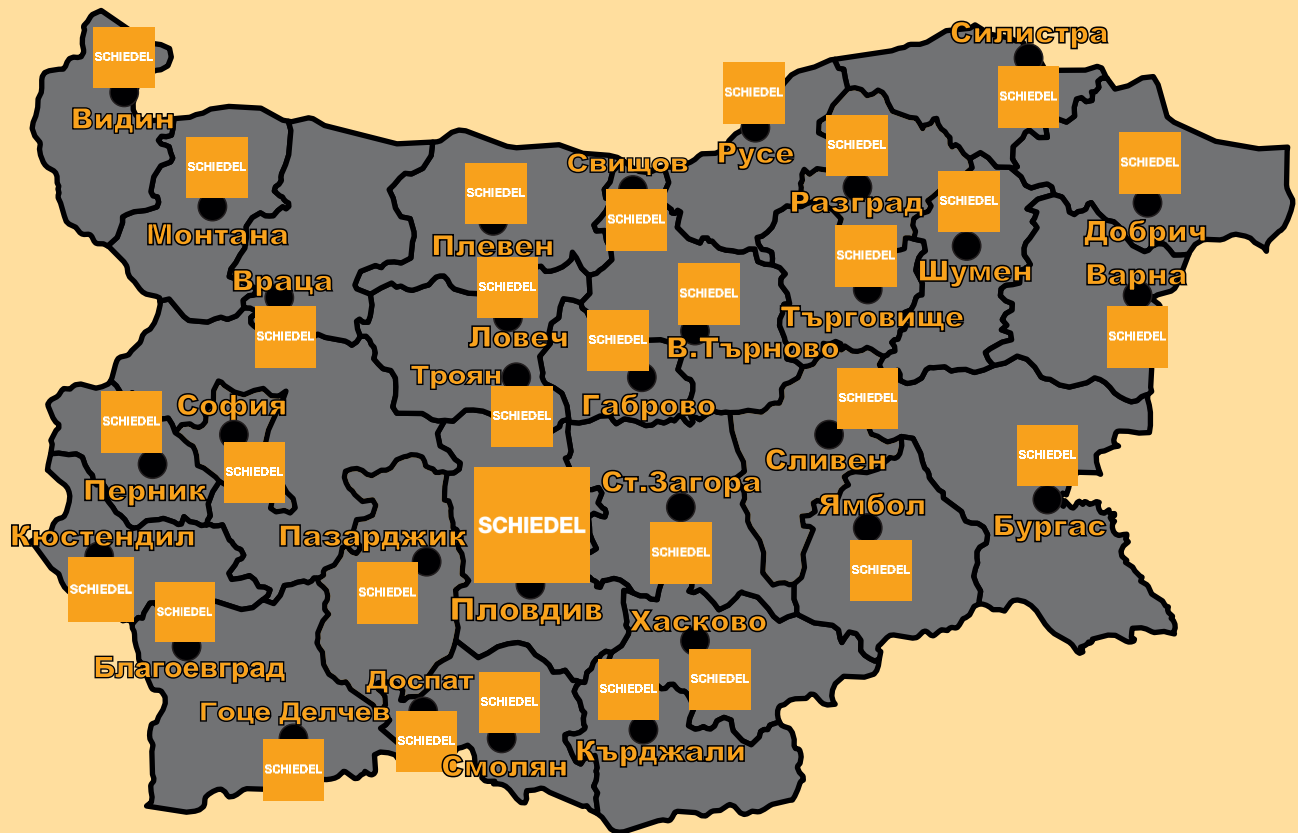 Силистра
SCHIEDEL
SCHIEDEL
SCHIEDEL
Видин
SCHIEDEL
Русе
SCHIEDEL
Свищов
SCHIEDEL
SCHIEDEL
SCHIEDEL
Разград
SCHIEDEL
Монтана
SCHIEDEL
Добрич
Плевен
SCHIEDEL
Шумен
Варна
Враца
SCHIEDEL
SCHIEDEL
Търговище
SCHIEDEL
Ловеч
SCHIEDEL
В.Търново
SCHIEDEL
Троян
SCHIEDEL
София
Габрово
SCHIEDEL
SCHIEDEL
SCHIEDEL
Сливен
SCHIEDEL
Перник
Ст.Загора
Ямбол
Бургас
SCHIEDEL
Кюстендил
Пазарджик
SCHIEDEL
SCHIEDEL
SCHIEDEL
SCHIEDEL
SCHIEDEL
Пловдив
Хасково
Благоевград
Доспат
SCHIEDEL
SCHIEDEL
SCHIEDEL
Гоце Делчев
SCHIEDEL
Кърджали
Смолян
SCHIEDEL